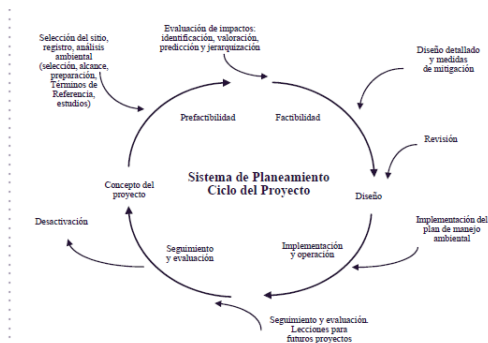 Selección del sitio,
registro, análisis
ambiental
(selección, alcance,
preparación,
Términos de
Referencia,
estudios)
Evaluación de impactos:
identificación, valoración,
predicción y jerarquización
Diseño detallado
y medidas
de mitigación
Prefactibilidad
Factibilidad
Revisión
Concepto del
proyecto
Sistema de Planeamiento
Ciclo del Proyecto
Diseño
Desactivación
Implementación del
plan de manejo
ambiental
Seguimiento
y evaluación
Implementación
y operación
Seguimiento y evaluación.
Lecciones para
futuros proyectos